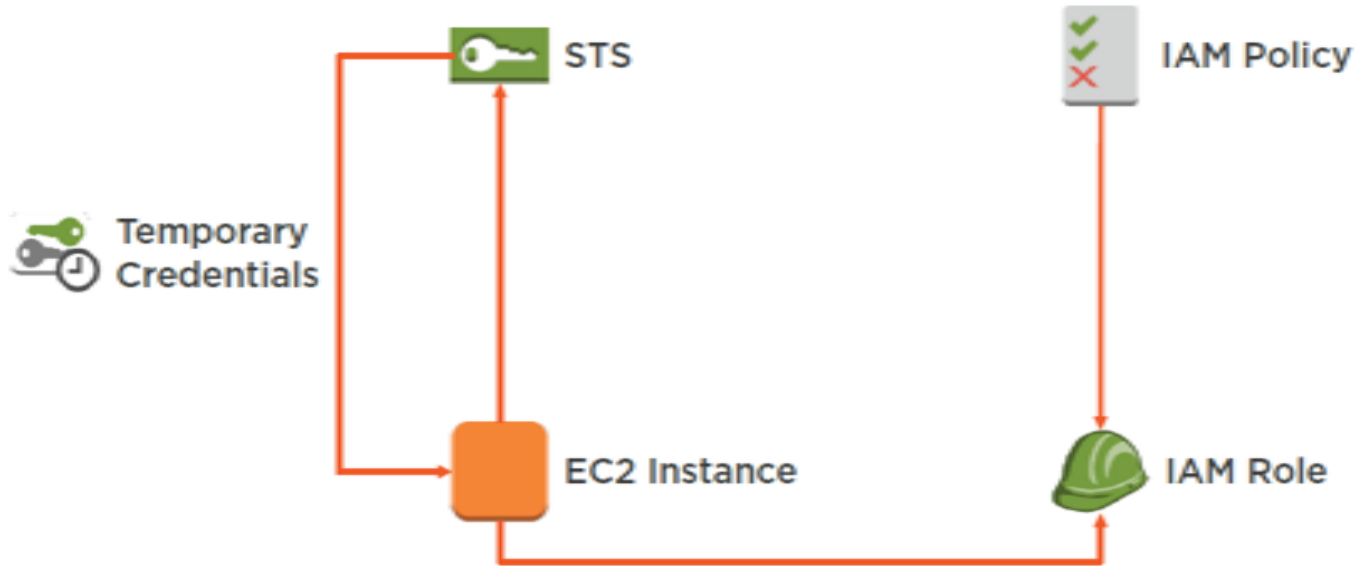 STS
IAM Policy
Temporary
Credentials
EC2 Instance
IAM Role